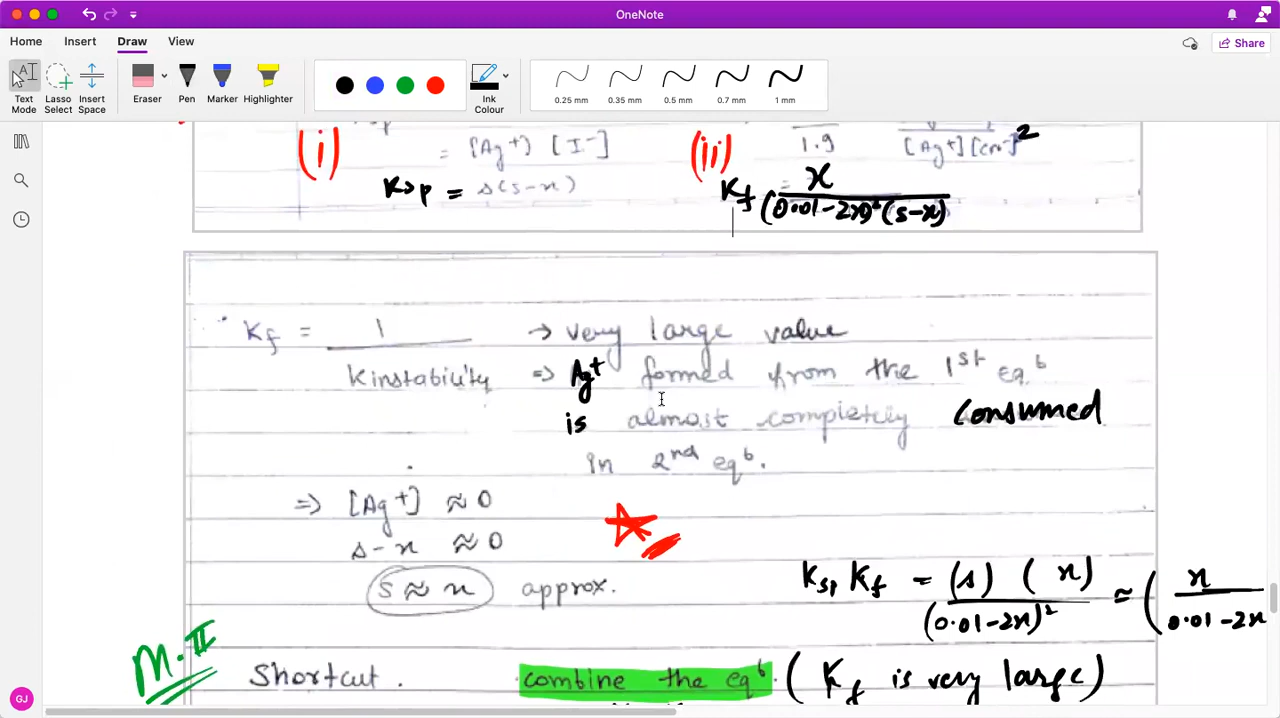 OneNote
Home Insert Draw View
Share
Text Mode
Lasso Select
Insert Space
Eraser
Pen
Marker
Highlighter
Ink Colour
0.25 mm 0.35 mm 0.5 mm 0.7 mm 1 mm
(i) = [Ag+] [I-]
Ksp = s(s-x)
(ii) 1.9 [Ag+][CN-]2
Kf = x
(0.01-2x)2(s-x)
Kf = 1 → very large value
Kinstability ⇒ Ag+ formed from the 1st eqb
is almost completely consumed
in 2nd eqb.
⇒ [Ag+] ≈ 0
s-x ≈ 0
s ≈ x approx.
Ksp Kf = (s) (x) ≈ ( x
(0.01-2x)2 0.01-2x
M.II
Shortcut. combine the eqb. ( Kf is very large)
GJ